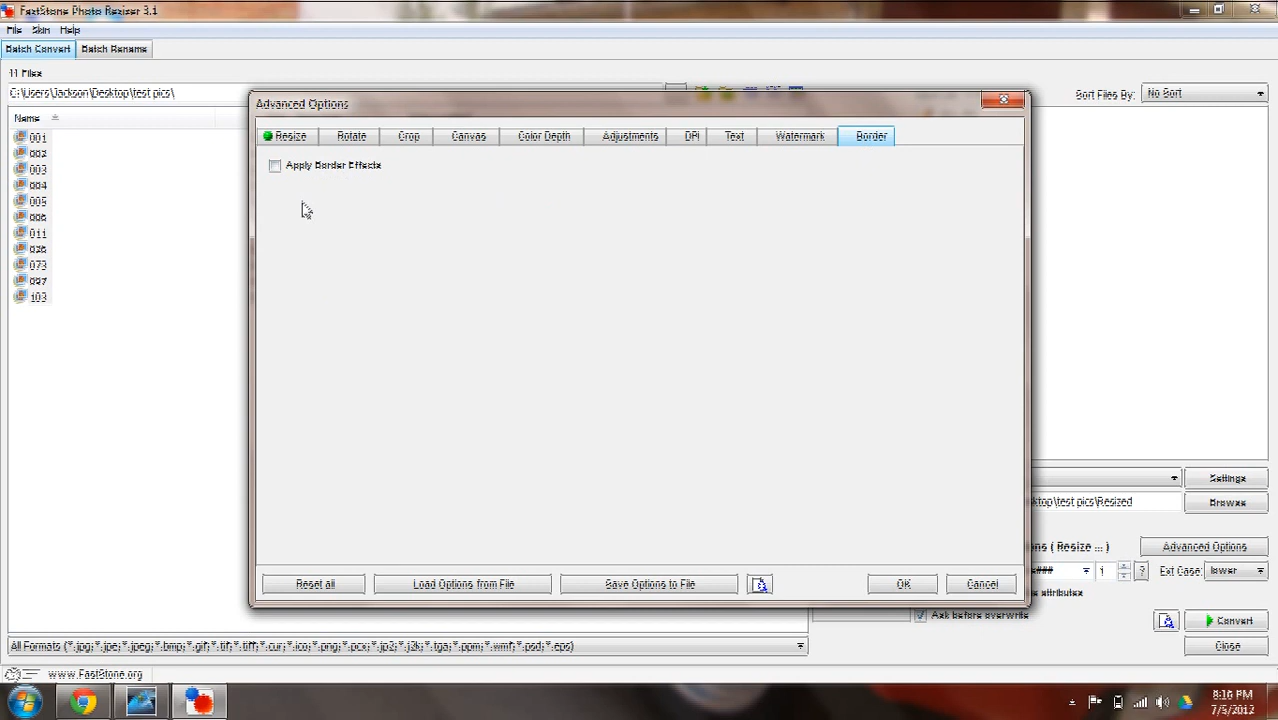 FastStone Photo Resizer 3.1
File Skin Help
Batch Convert Batch Rename
11 Files
C:\Users\Jackson\Desktop\test pics\
Sort Files By: No Sort
Name
001
002
003
004
005
006
011
026
073
097
103
Advanced Options
Resize Rotate Crop Canvas Color Depth Adjustments DPI Text Watermark Border
Apply Border Effects
Reset all Load Options from File Save Options to File OK Cancel
Settings
ktop\test pics\Resized Browse
ns ( Resize ... ) Advanced Options
### 1 ? Ext Case: lower
attributes
Ask before overwrite
Convert
All Formats (*.jpg;*.jpe;*.jpeg;*.bmp;*.gif;*.tif;*.tiff;*.cur;*.ico;*.png;*.pcx;*.jp2;*.j2k;*.tga;*.ppm;*.wmf;*.psd;*.eps) Close
www.FastStone.org
8:16 PM
7/5/2012